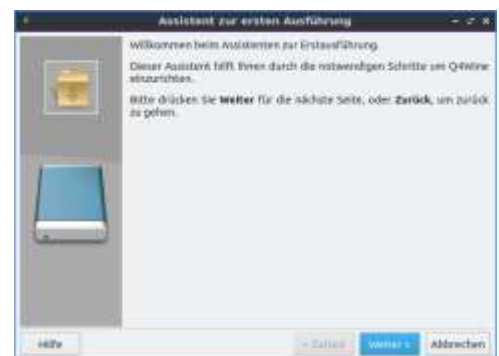 Assistent zur ersten Ausführung
Willkommen beim Assistenten zur Erstausführung.
Dieser Assistent hilft Ihnen durch die notwendigen Schritte um Q4Wine
einzurichten.
Bitte drücken Sie Weiter für die nächste Seite, oder Zurück, um zurück
zu gehen.
Hilfe
< Zurück
Weiter >
Abbrechen